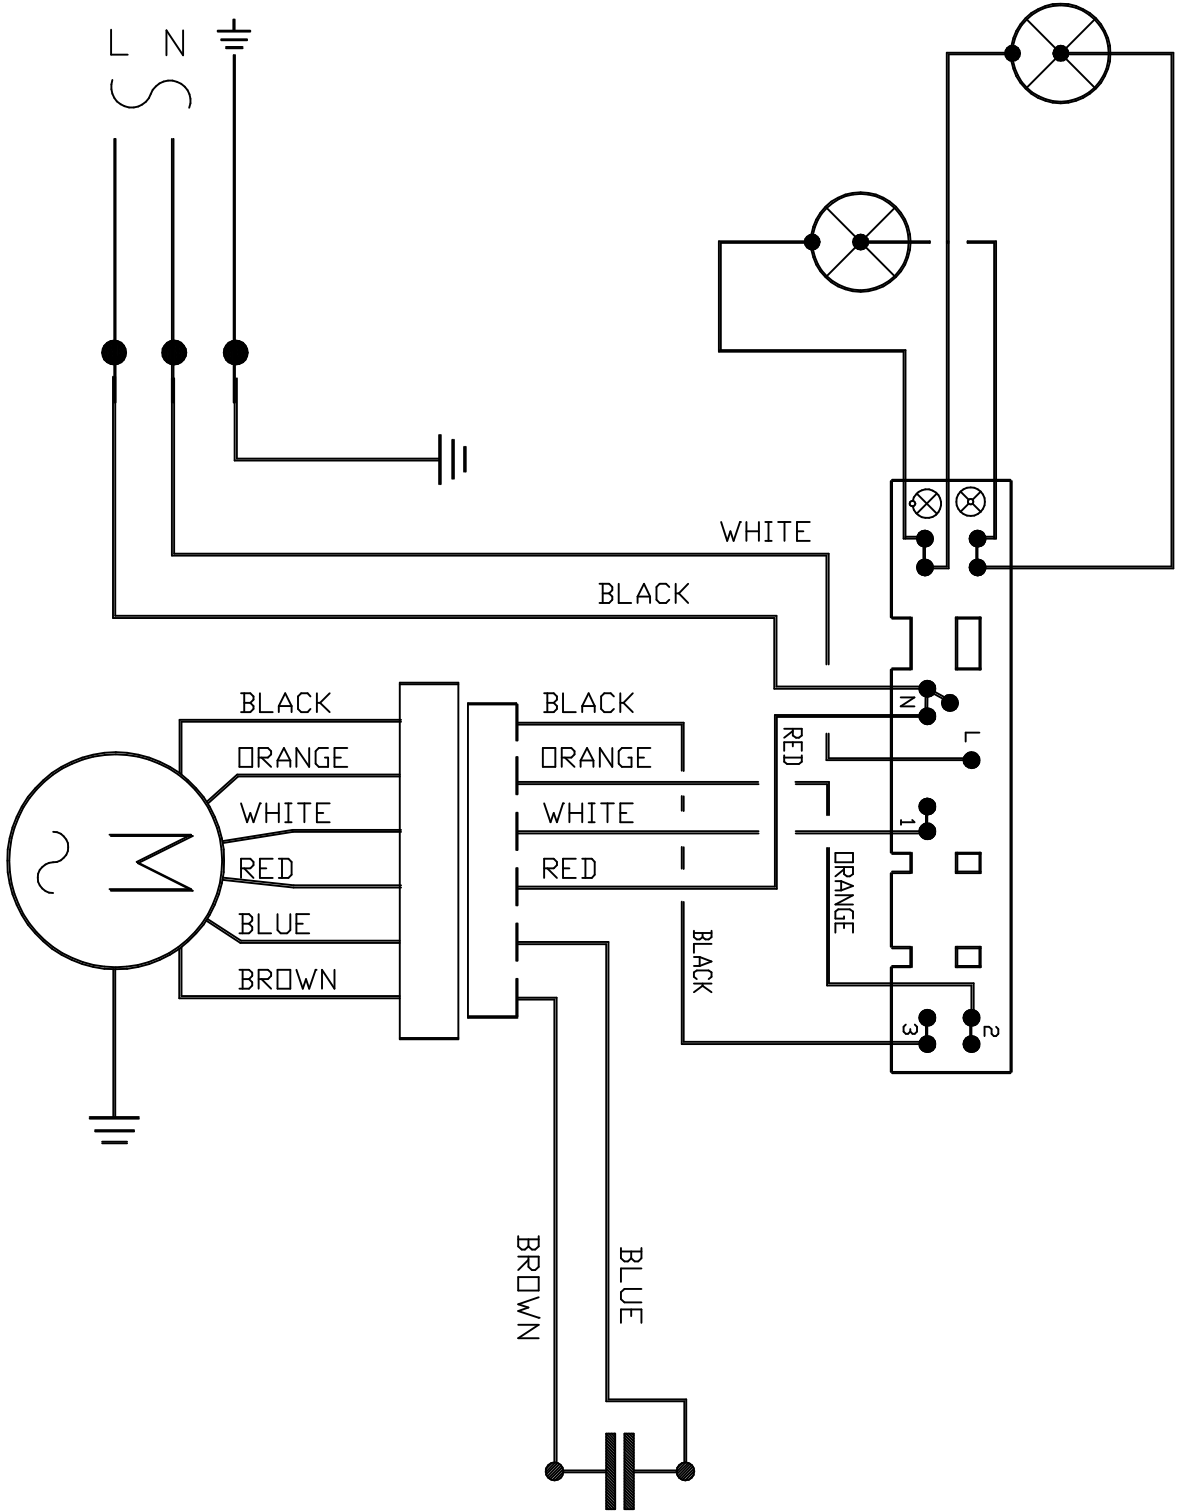 L N
WHITE
BLACK
BLACK
BLACK
N
L
RED
ORANGE
ORANGE
WHITE
WHITE
1
RED
RED
ORANGE
BLUE
BLACK
BROWN
3
2
BROWN
BLUE
M